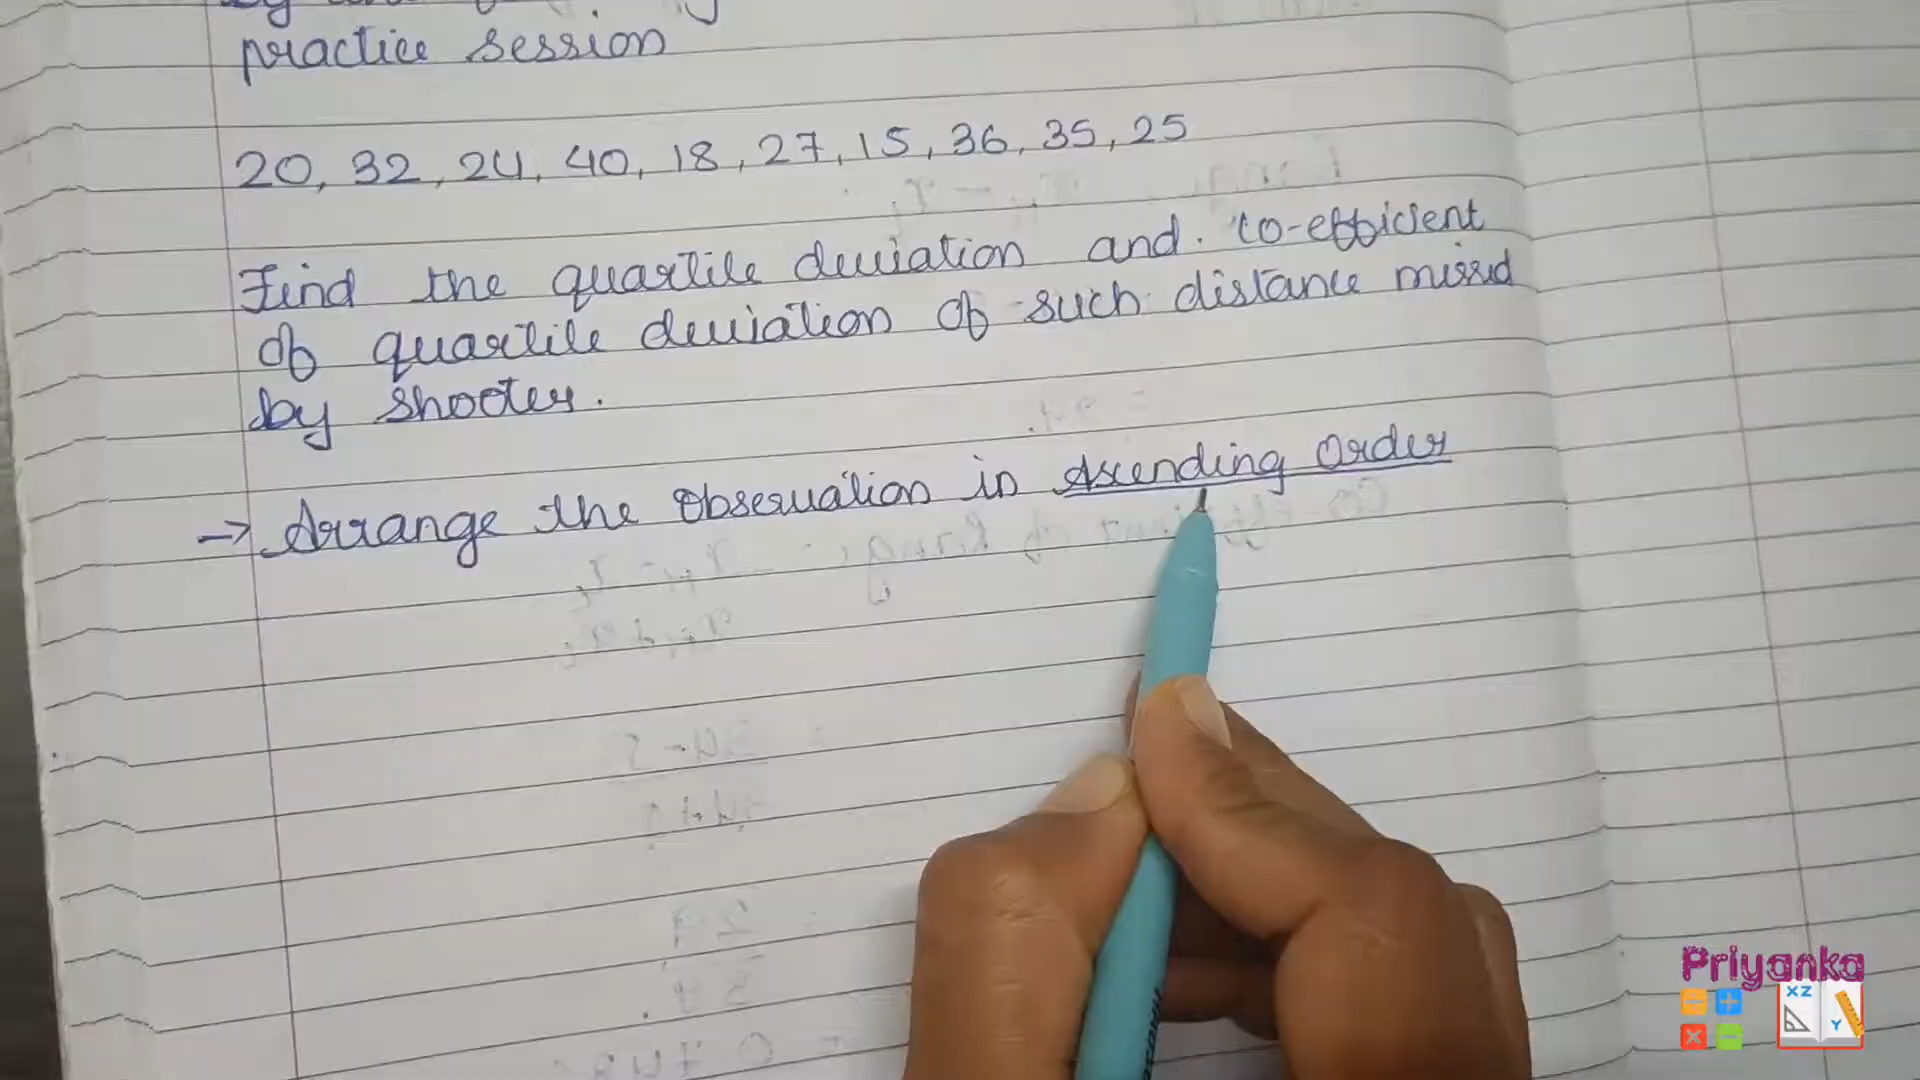 practice session
20, 32, 24, 40, 18, 27, 15, 36, 35, 25
Find the quartile deviation and co-efficient
of quartile deviation of such distance missed
by shooter.
→ Arrange the observation in Ascending order
Priyanka
XZ
Y